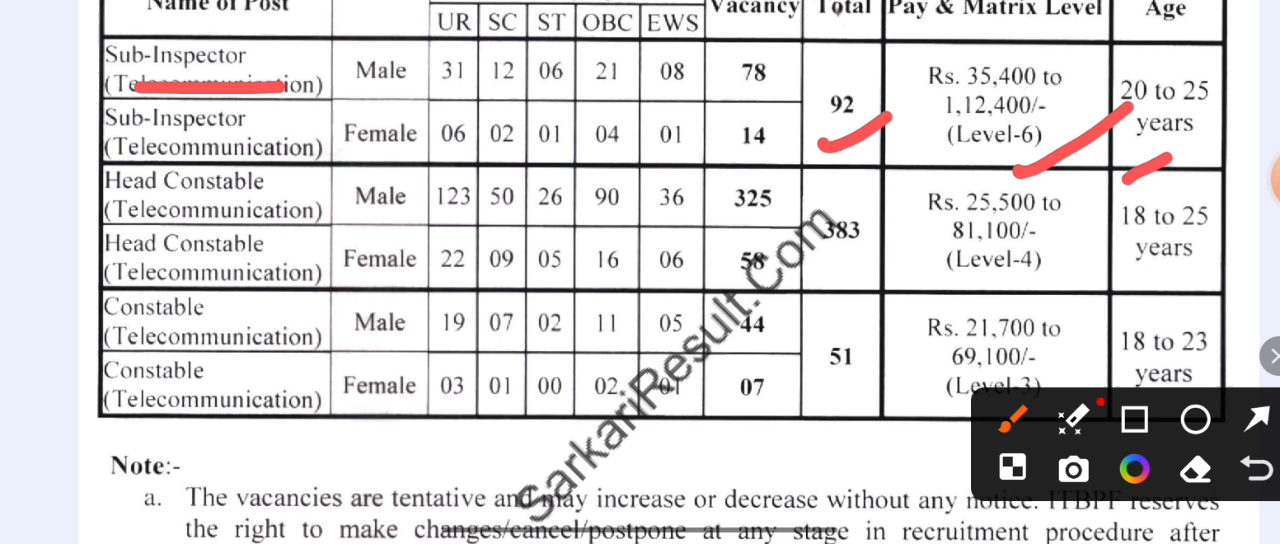 Name of Post Vacancy Total Pay & Matrix Level Age
UR SC ST OBC EWS
Sub-Inspector
(Telecommunication) Male 31 12 06 21 08 78 92 Rs. 35,400 to 1,12,400/- (Level-6) 20 to 25 years
Sub-Inspector
(Telecommunication) Female 06 02 01 04 01 14
Head Constable
(Telecommunication) Male 123 50 26 90 36 325 383 Rs. 25,500 to 81,100/- (Level-4) 18 to 25 years
Head Constable
(Telecommunication) Female 22 09 05 16 06 58
Constable
(Telecommunication) Male 19 07 02 11 05 44 51 Rs. 21,700 to 69,100/- (Level-3) 18 to 23 years
Constable
(Telecommunication) Female 03 01 00 02 01 07
SarkariResult.Com
Note:-
a. The vacancies are tentative and may increase or decrease without any notice. ITBPF reserves
the right to make changes/cancel/postpone at any stage in recruitment procedure after